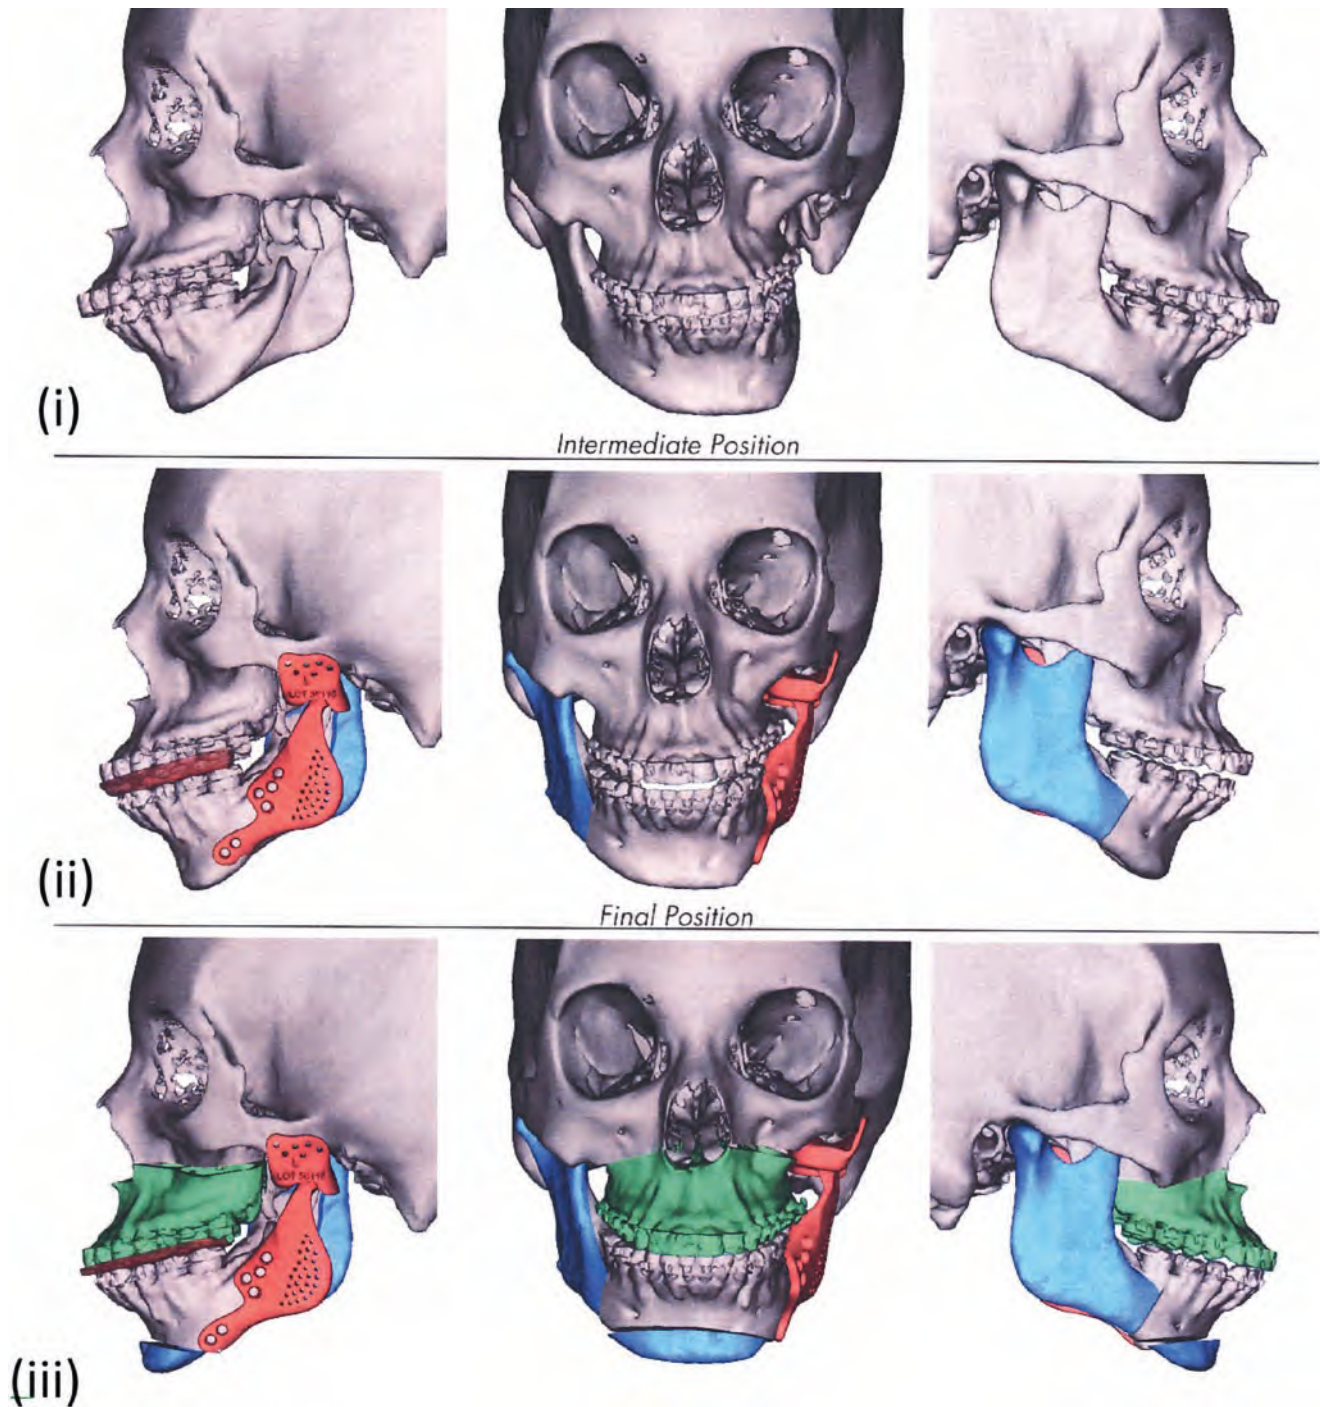 (i)
Intermediate Position
L
(ii)
Final Position
L
(iii)